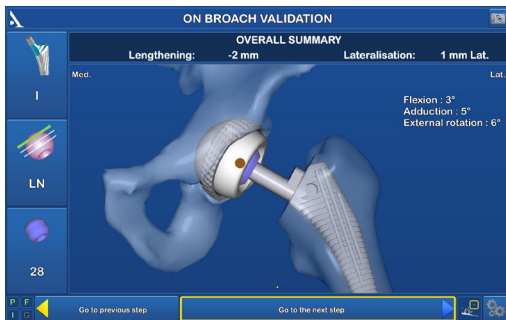 ON BROACH VALIDATION
OVERALL SUMMARY
Lengthening: -2 mm Lateralisation: 1 mm Lat.
Med. Lat.
Flexion : 3°
Adduction : 5°
External rotation : 6°
I
LN
28
P F
I G
Go to previous step
Go to the next step